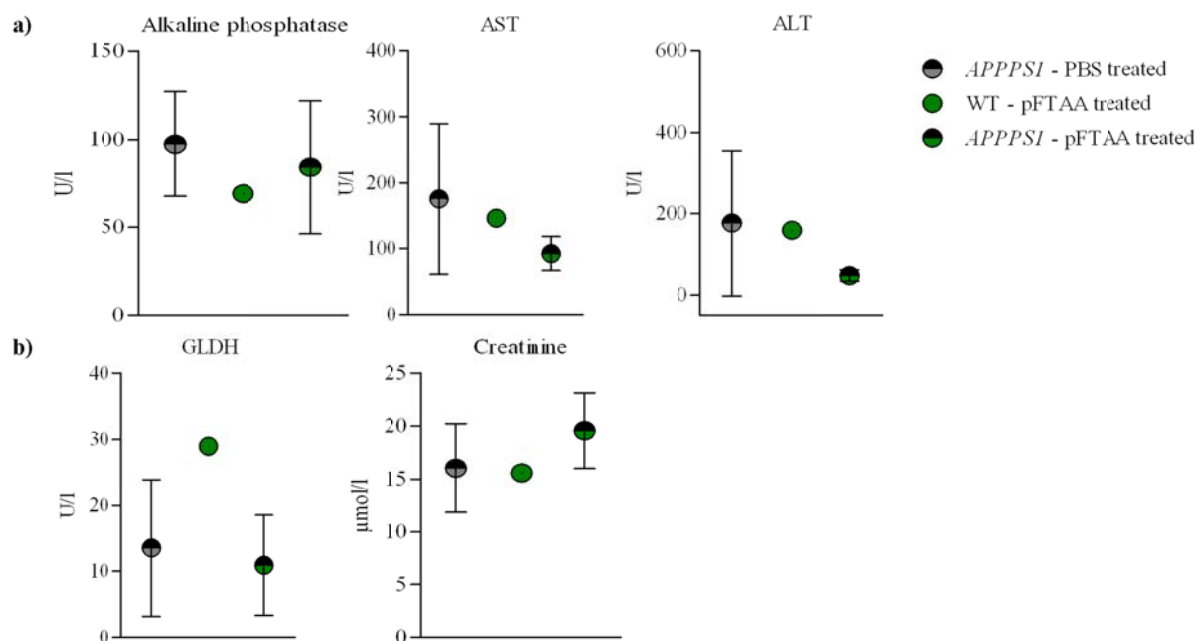 a)
Alkaline phosphatase
AST
ALT
150
100
50
0
U/l
400
300
200
100
0
U/l
600
400
200
0
U/l
APPPS1 - PBS treated
WT - pFTAA treated
APPPS1 - pFTAA treated
b)
GLDH
Creatinine
40
30
20
10
0
U/l
25
20
15
10
5
0
µmol/l